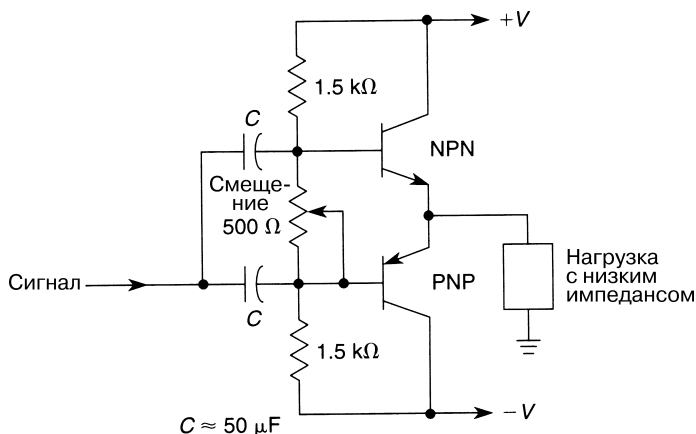 +V
1.5 kΩ
C
NPN
Смеще-
ние
500 Ω
Сигнал
C
PNP
Нагрузка
с низким
импедансом
1.5 kΩ
−V
C ≈ 50 μF